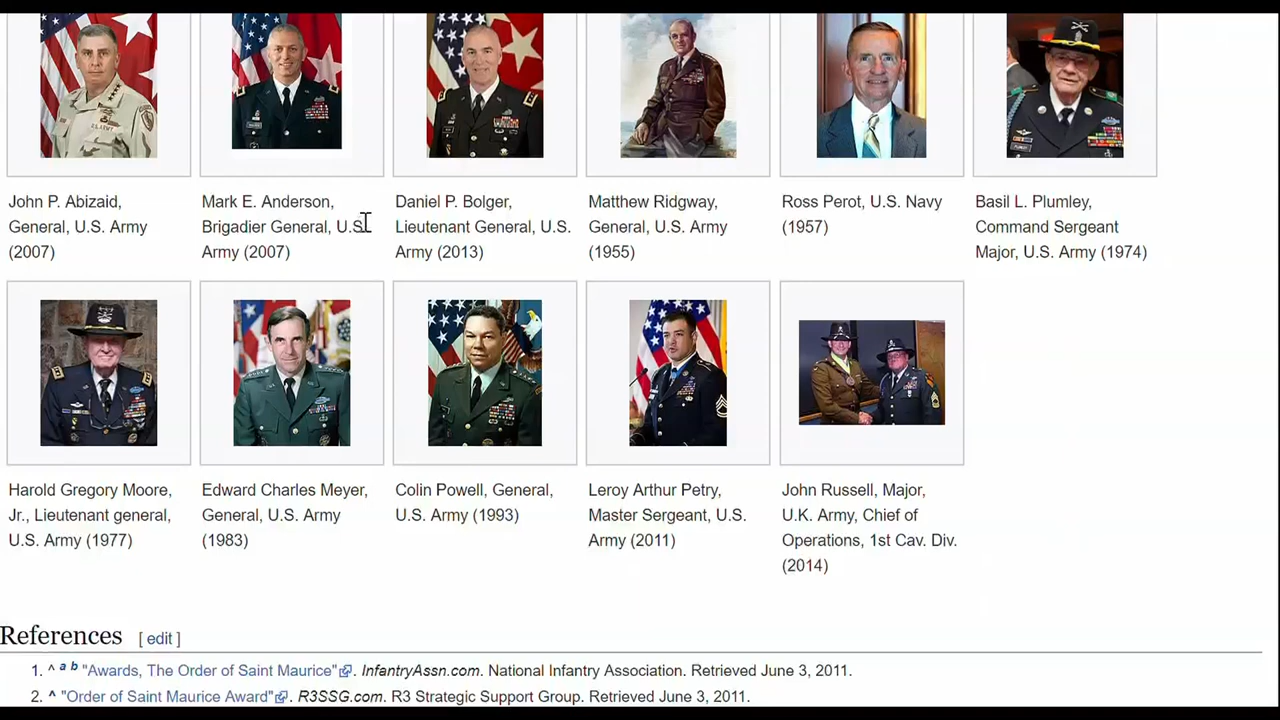 John P. Abizaid,
General, U.S. Army
(2007)
Mark E. Anderson,
Brigadier General, U.S.
Army (2007)
Daniel P. Bolger,
Lieutenant General, U.S.
Army (2013)
Matthew Ridgway,
General, U.S. Army
(1955)
Ross Perot, U.S. Navy
(1957)
Basil L. Plumley,
Command Sergeant
Major, U.S. Army (1974)
Harold Gregory Moore,
Jr., Lieutenant general,
U.S. Army (1977)
Edward Charles Meyer,
General, U.S. Army
(1983)
Colin Powell, General,
U.S. Army (1993)
Leroy Arthur Petry,
Master Sergeant, U.S.
Army (2011)
John Russell, Major,
U.K. Army, Chief of
Operations, 1st Cav. Div.
(2014)
References [ edit ]
1. ^ a b "Awards, The Order of Saint Maurice". InfantryAssn.com. National Infantry Association. Retrieved June 3, 2011.
2. ^ "Order of Saint Maurice Award". R3SSG.com. R3 Strategic Support Group. Retrieved June 3, 2011.